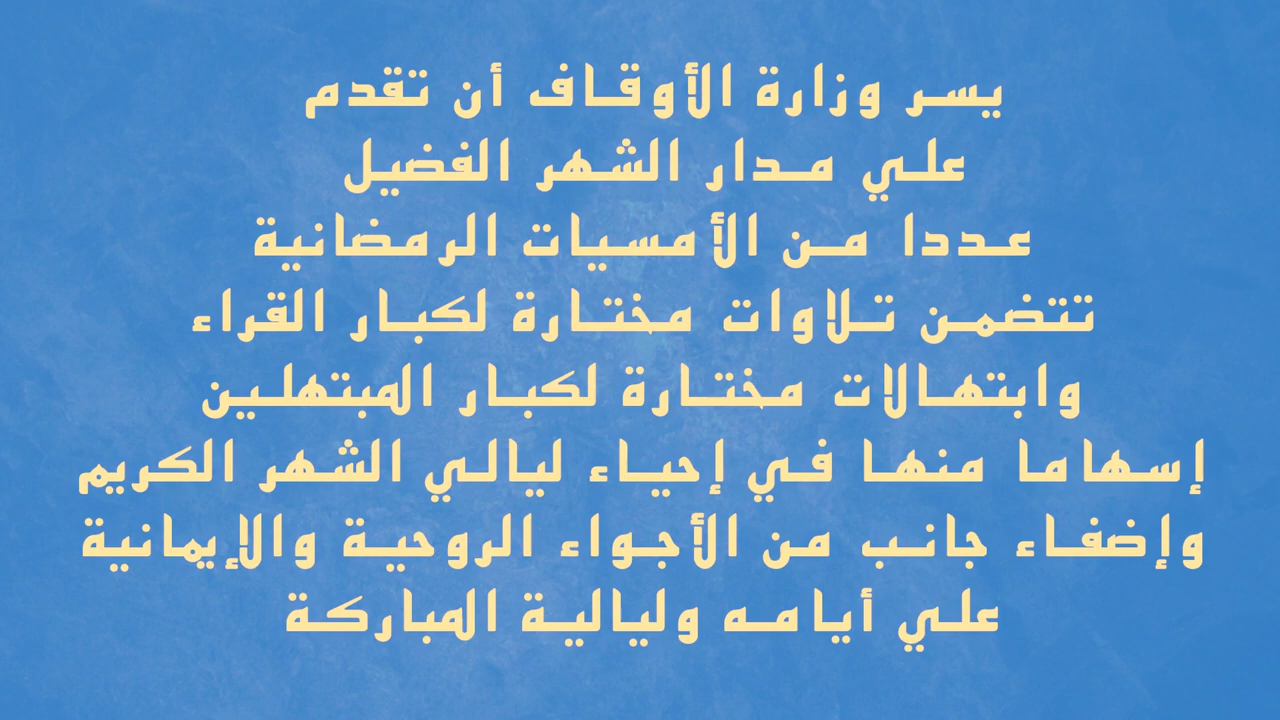 يسر وزارة الأوقاف أن تقدم
علي مدار الشهر الفضيل
عددا من الأمسيات الرمضانية
تتضمن تلاوات مختارة لكبار القراء
وابتهالات مختارة لكبار المبتهلين
إسهاما منها في إحياء ليالي الشهر الكريم
وإضفاء جانب من الأجواء الروحية والإيمانية
علي أيامه وليالية المباركة